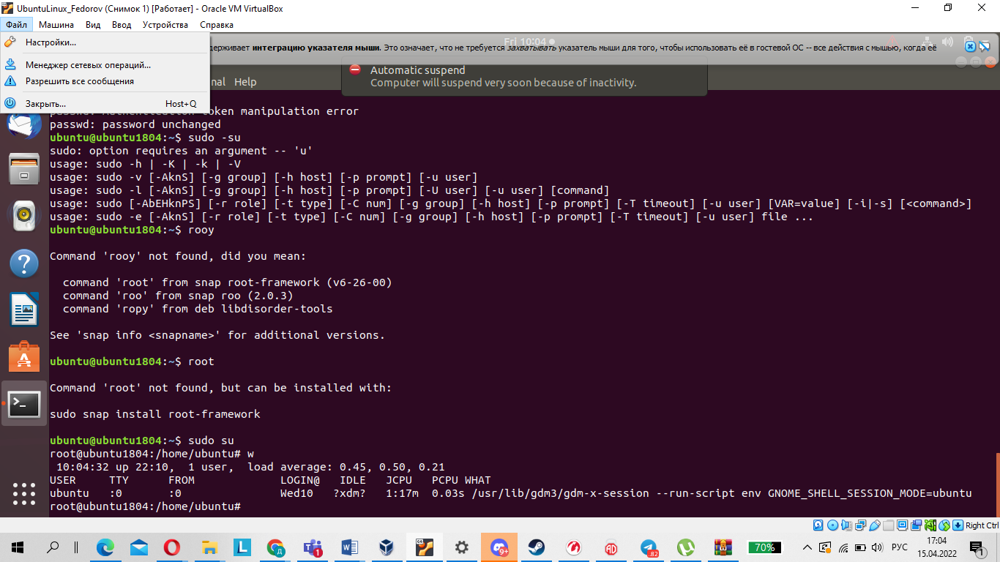 UbuntuLinux_Fedorov (Снимок 1) [Работает] - Oracle VM VirtualBox
Файл Машина Вид Ввод Устройства Справка
Настройки...
Менеджер сетевых операций...
Разрешить все сообщения
Закрыть... Host+Q
Fri 10:04
держивает интеграцию указателя мыши. Это означает, что не требуется захватывать указатель мыши для того, чтобы использовать её в гостевой ОС -- все действия с мышью, когда её
Automatic suspend
Computer will suspend very soon because of inactivity.
nal Help
passwd: Authentication token manipulation error
passwd: password unchanged
ubuntu@ubuntu1804:~$ sudo -su
sudo: option requires an argument -- 'u'
usage: sudo -h | -K | -k | -V
usage: sudo -v [-AknS] [-g group] [-h host] [-p prompt] [-u user]
usage: sudo -l [-AknS] [-g group] [-h host] [-p prompt] [-U user] [-u user] [command]
usage: sudo [-AbEHknPS] [-r role] [-t type] [-C num] [-g group] [-h host] [-p prompt] [-T timeout] [-u user] [VAR=value] [-i|-s] [<command>]
usage: sudo -e [-AknS] [-r role] [-t type] [-C num] [-g group] [-h host] [-p prompt] [-T timeout] [-u user] file ...
ubuntu@ubuntu1804:~$ rooy
Command 'rooy' not found, did you mean:
command 'root' from snap root-framework (v6-26-00)
command 'roo' from snap roo (2.0.3)
command 'ropy' from deb libdisorder-tools
See 'snap info <snapname>' for additional versions.
ubuntu@ubuntu1804:~$ root
Command 'root' not found, but can be installed with:
sudo snap install root-framework
ubuntu@ubuntu1804:~$ sudo su
root@ubuntu1804:/home/ubuntu# w
10:04:32 up 22:10, 1 user, load average: 0.45, 0.50, 0.21
USER TTY FROM LOGIN@ IDLE JCPU PCPU WHAT
ubuntu :0 :0 Wed10 ?xdm? 1:17m 0.03s /usr/lib/gdm3/gdm-x-session --run-script env GNOME_SHELL_SESSION_MODE=ubuntu
root@ubuntu1804:/home/ubuntu#
Right Ctrl
70%
РУС
17:04
15.04.2022